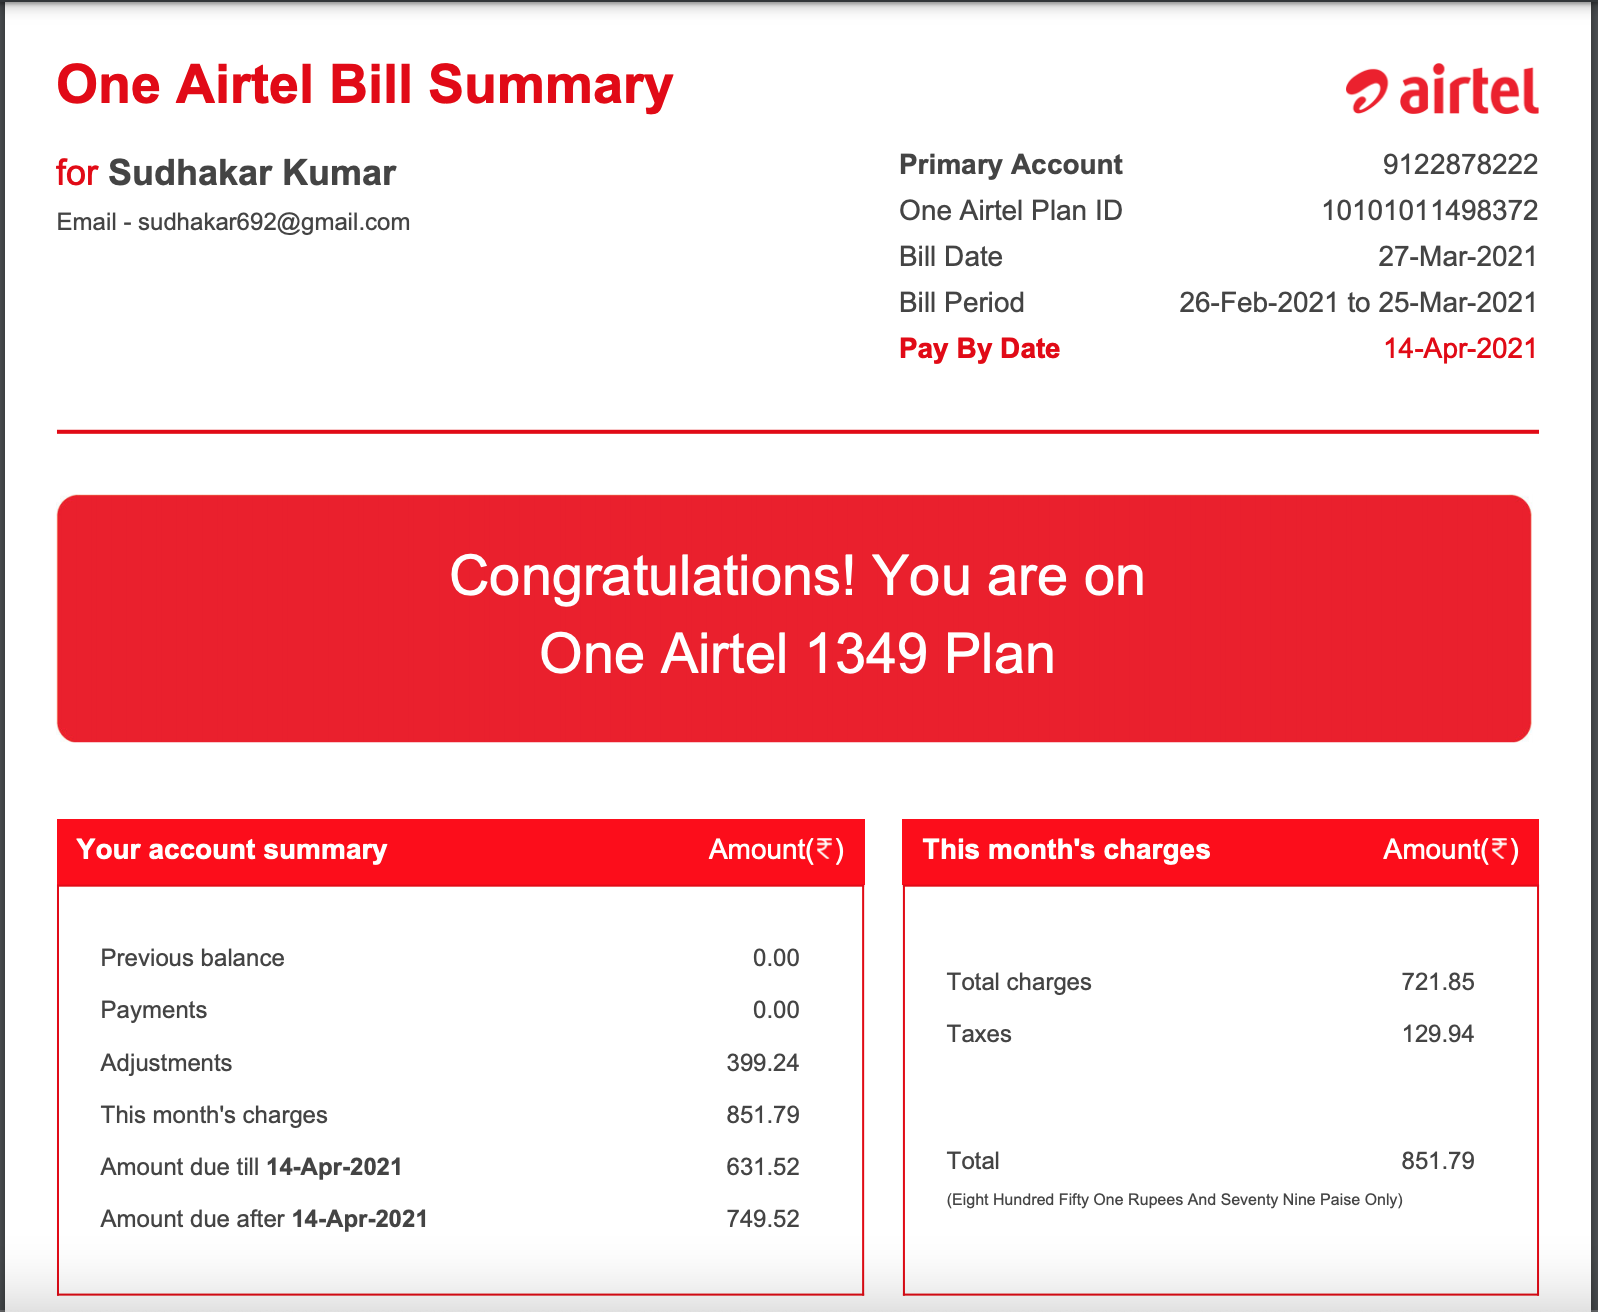 One Airtel Bill Summary
airtel
for Sudhakar Kumar
Email - sudhakar692@gmail.com
Primary Account 9122878222
One Airtel Plan ID 10101011498372
Bill Date 27-Mar-2021
Bill Period 26-Feb-2021 to 25-Mar-2021
Pay By Date 14-Apr-2021
Congratulations! You are on
One Airtel 1349 Plan
Your account summary Amount(₹)
Previous balance 0.00
Payments 0.00
Adjustments 399.24
This month's charges 851.79
Amount due till 14-Apr-2021 631.52
Amount due after 14-Apr-2021 749.52
This month's charges Amount(₹)
Total charges 721.85
Taxes 129.94
Total 851.79
(Eight Hundred Fifty One Rupees And Seventy Nine Paise Only)